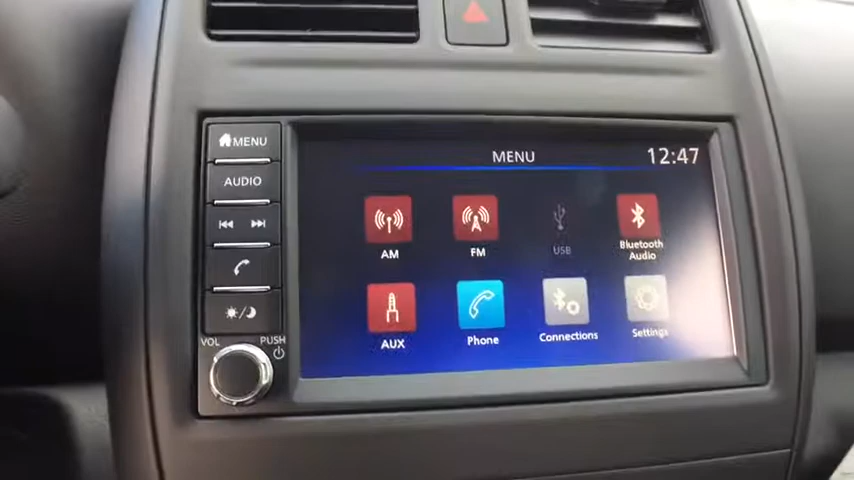 MENU
AUDIO
VOL
PUSH
MENU
12:47
AM
FM
USB
Bluetooth
Audio
AUX
Phone
Connections
Settings